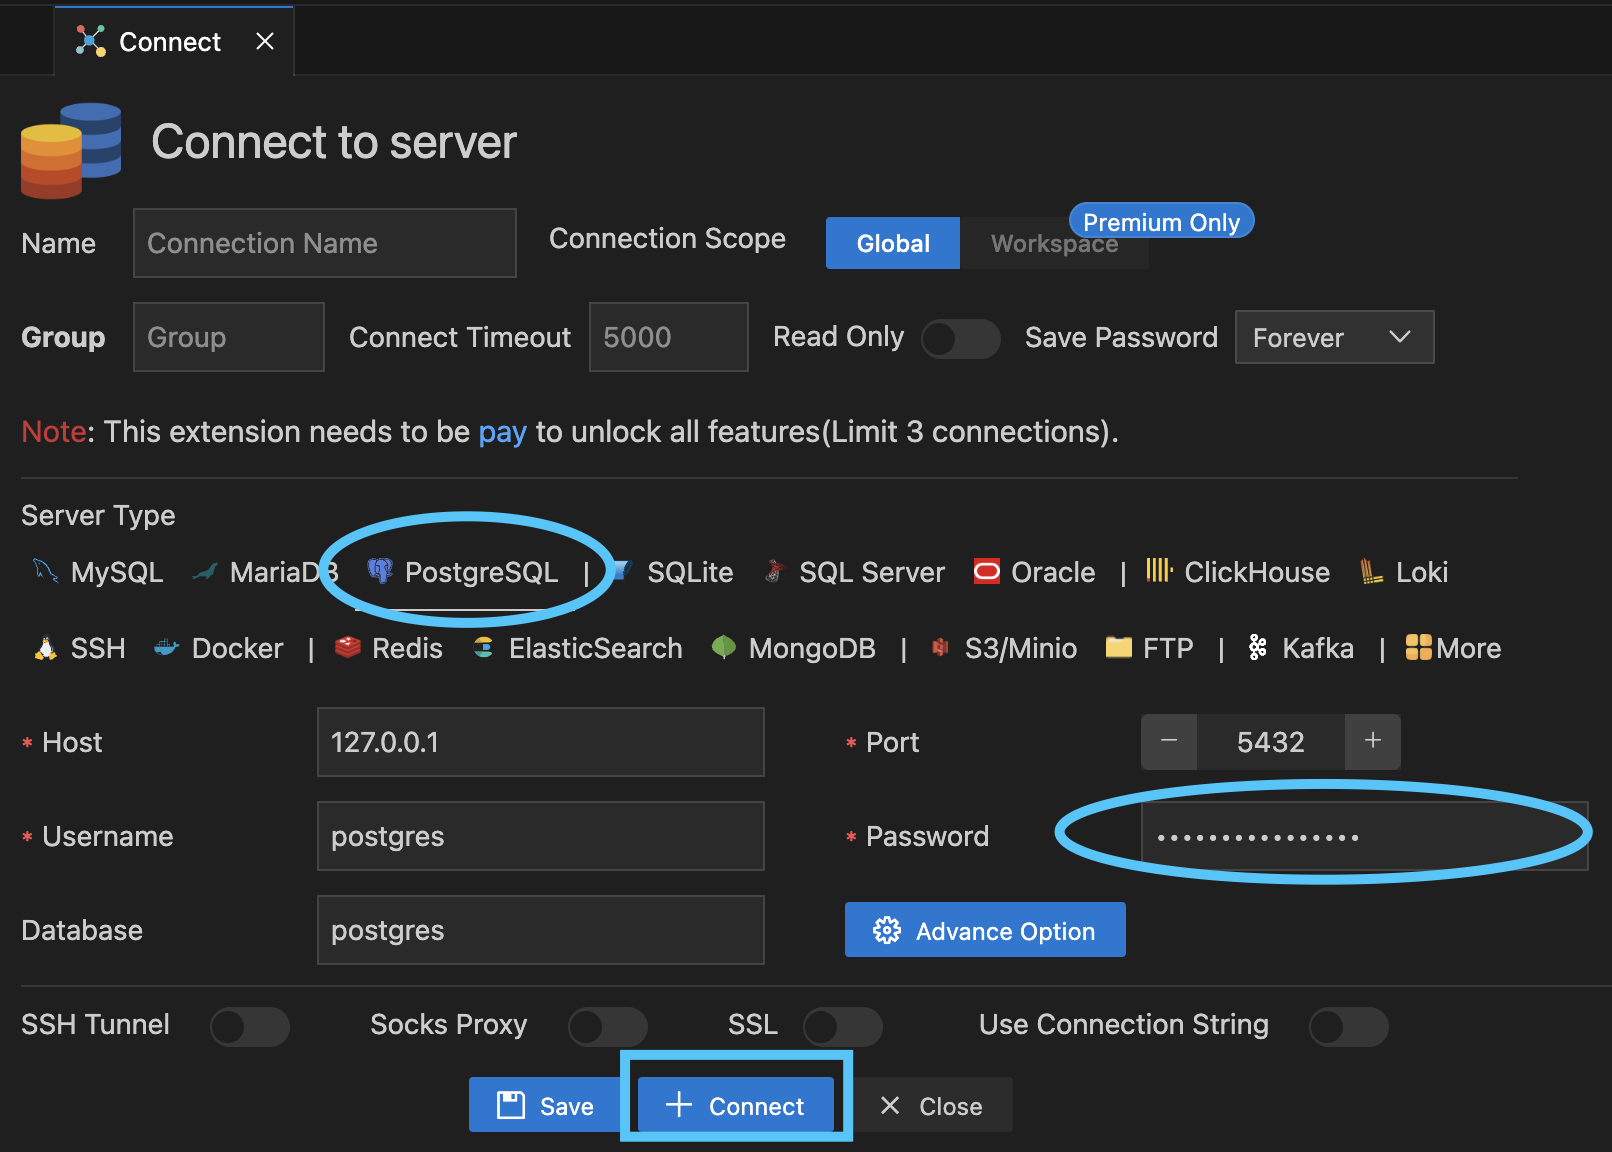 Connect
Connect to server
Name Connection Name Connection Scope Global Workspace Premium Only
Group Group Connect Timeout 5000 Read Only Save Password Forever
Note: This extension needs to be pay to unlock all features(Limit 3 connections).
Server Type
MySQL MariaDB PostgreSQL | SQLite SQL Server Oracle | ClickHouse Loki
SSH Docker | Redis ElasticSearch MongoDB | S3/Minio FTP | Kafka | More
* Host 127.0.0.1 * Port − 5432 +
* Username postgres * Password ••••••••••••••••
Database postgres Advance Option
SSH Tunnel Socks Proxy SSL Use Connection String
Save + Connect × Close